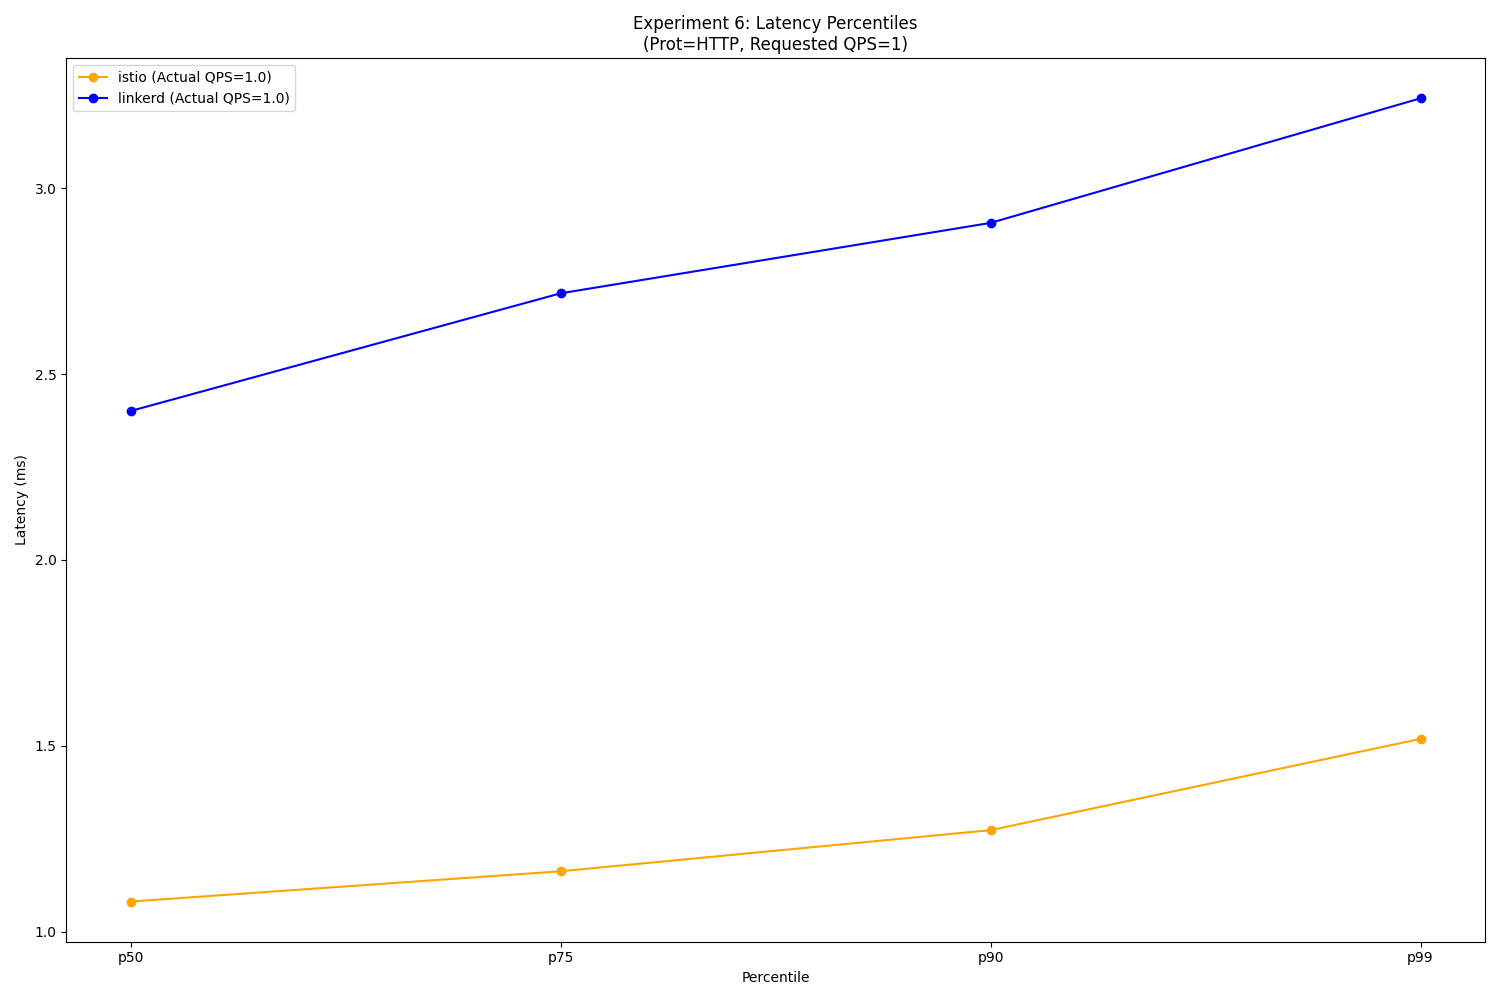 Experiment 6: Latency Percentiles
(Prot=HTTP, Requested QPS=1)
istio (Actual QPS=1.0)
linkerd (Actual QPS=1.0)
Latency (ms)
3.0
2.5
2.0
1.5
1.0
p50
p75
p90
p99
Percentile